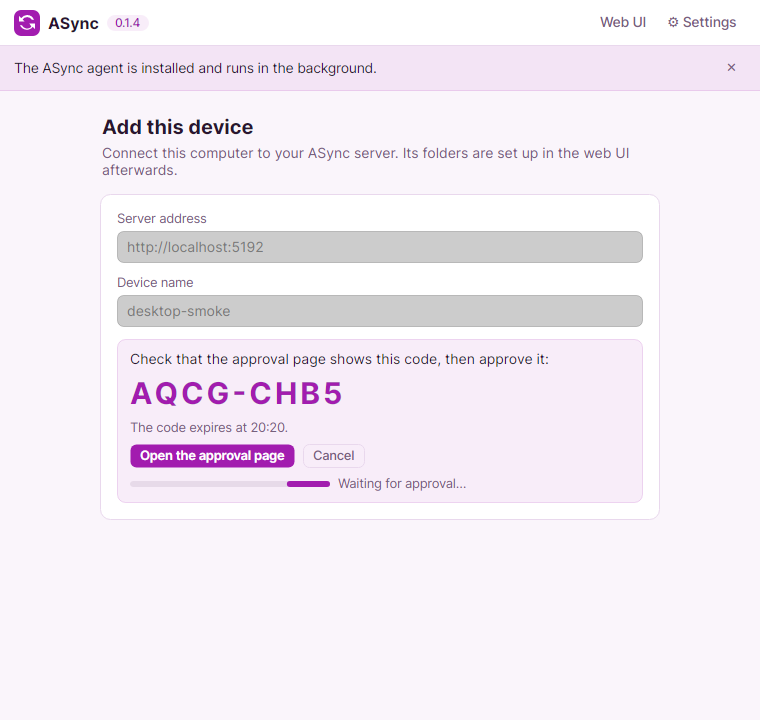 ASync 0.1.4 Web UI ⚙ Settings
The ASync agent is installed and runs in the background. ×
Add this device
Connect this computer to your ASync server. Its folders are set up in the web UI
afterwards.
Server address
http://localhost:5192
Device name
desktop-smoke
Check that the approval page shows this code, then approve it:
AQCG-CHB5
The code expires at 20:20.
Open the approval page Cancel
Waiting for approval...